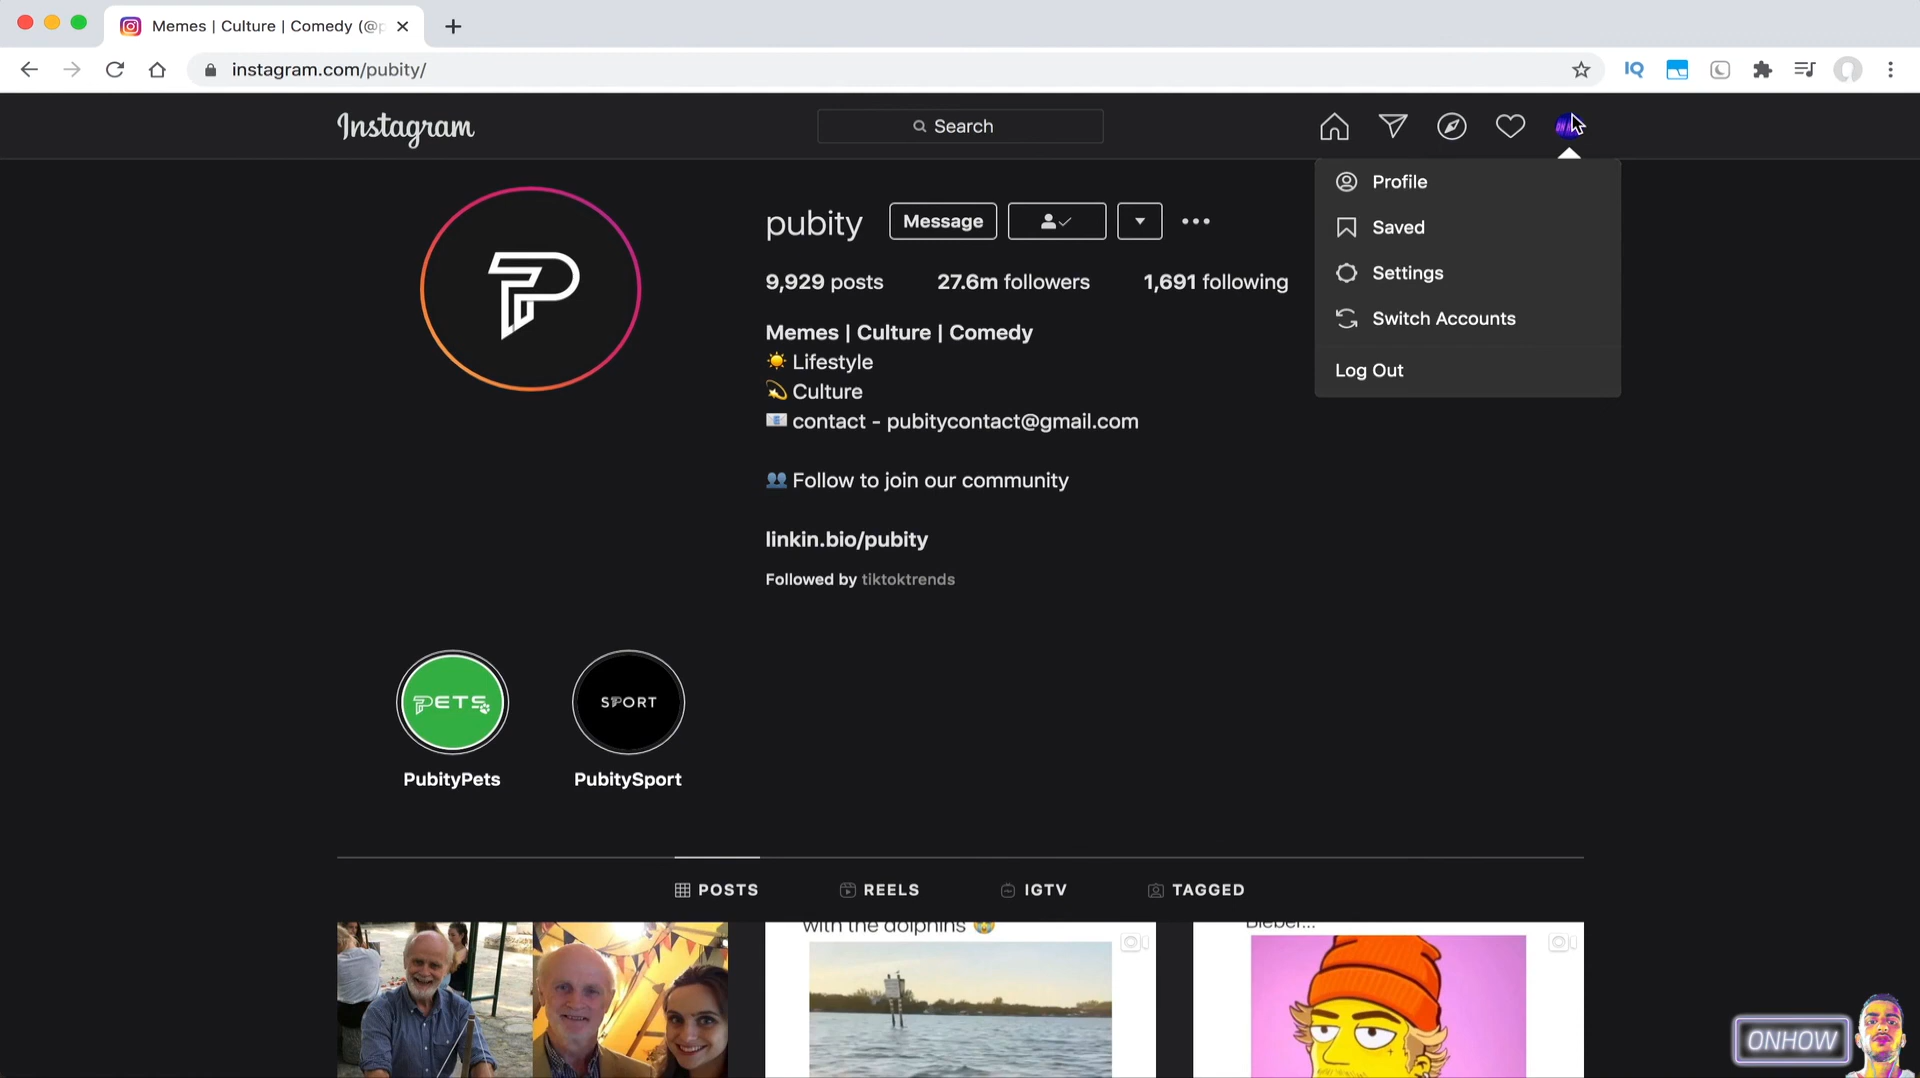 Memes | Culture | Comedy (@p
instagram.com/pubity/
IQ
Instagram
Search
pubity
Message
9,929 posts 27.6m followers 1,691 following
Memes | Culture | Comedy
☀️ Lifestyle
💫 Culture
📧 contact - pubitycontact@gmail.com
👥 Follow to join our community
linkin.bio/pubity
Followed by tiktoktrends
Profile
Saved
Settings
Switch Accounts
Log Out
PETS
SPORT
PubityPets
PubitySport
POSTS
REELS
IGTV
TAGGED
with the dolphins 😭
Bieber...
ONHOW